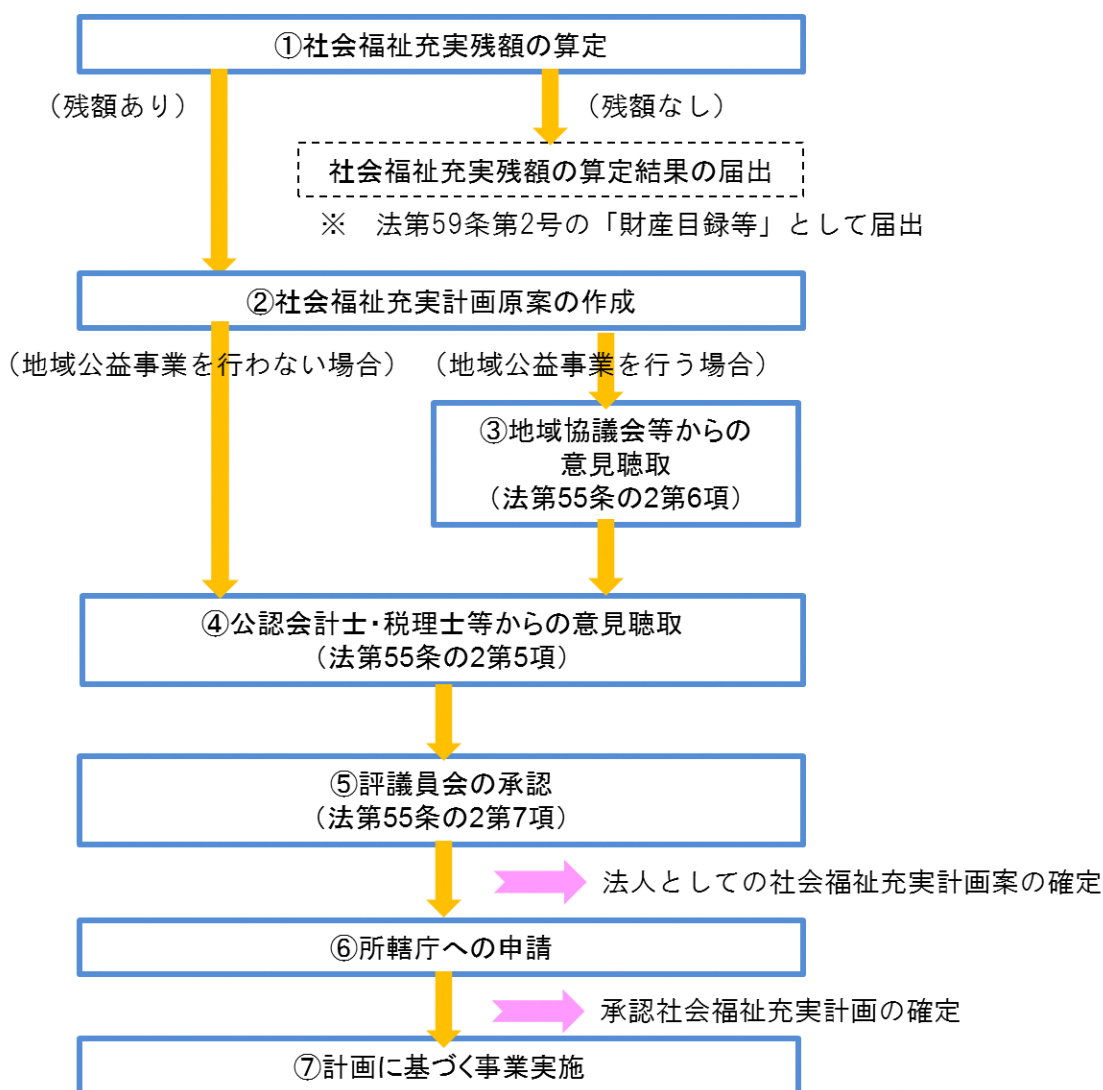 ①社会福祉充実残額の算定
（残額あり）
（残額なし）
社会福祉充実残額の算定結果の届出
※　法第59条第2号の「財産目録等」として届出
②社会福祉充実計画原案の作成
（地域公益事業を行わない場合）
（地域公益事業を行う場合）
③地域協議会等からの
意見聴取
（法第55条の2第6項）
④公認会計士・税理士等からの意見聴取
（法第55条の2第5項）
⑤評議員会の承認
（法第55条の2第7項）
法人としての社会福祉充実計画案の確定
⑥所轄庁への申請
承認社会福祉充実計画の確定
⑦計画に基づく事業実施